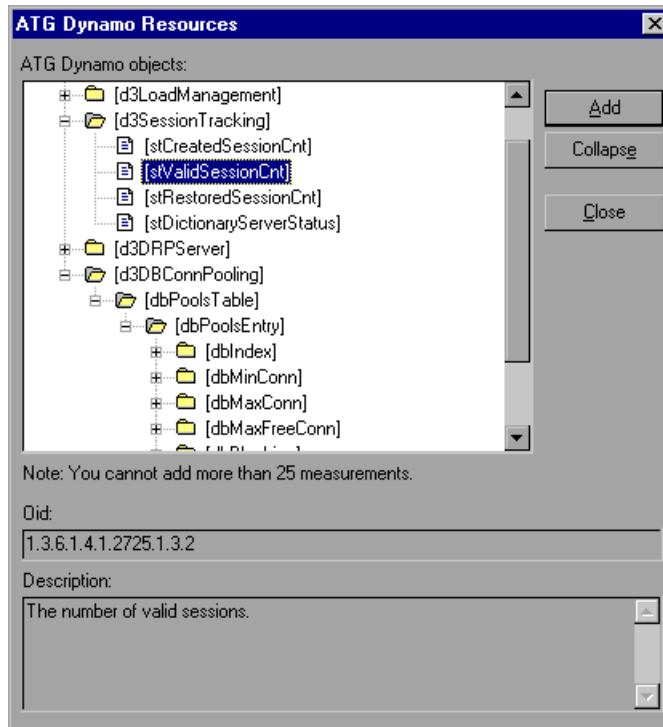 ATG Dynamo Resources
ATG Dynamo objects:
[d3LoadManagement]
[d3SessionTracking]
[stCreatedSessionCnt]
[stValidSessionCnt]
[stRestoredSessionCnt]
[stDictionaryServerStatus]
[d3DRPServer]
[d3DBConnPooling]
[dbPoolsTable]
[dbPoolsEntry]
[dbIndex]
[dbMinConn]
[dbMaxConn]
[dbMaxFreeConn]
Add
Collapse
Close
Note: You cannot add more than 25 measurements.
Oid:
1.3.6.1.4.1.2725.1.3.2
Description:
The number of valid sessions.